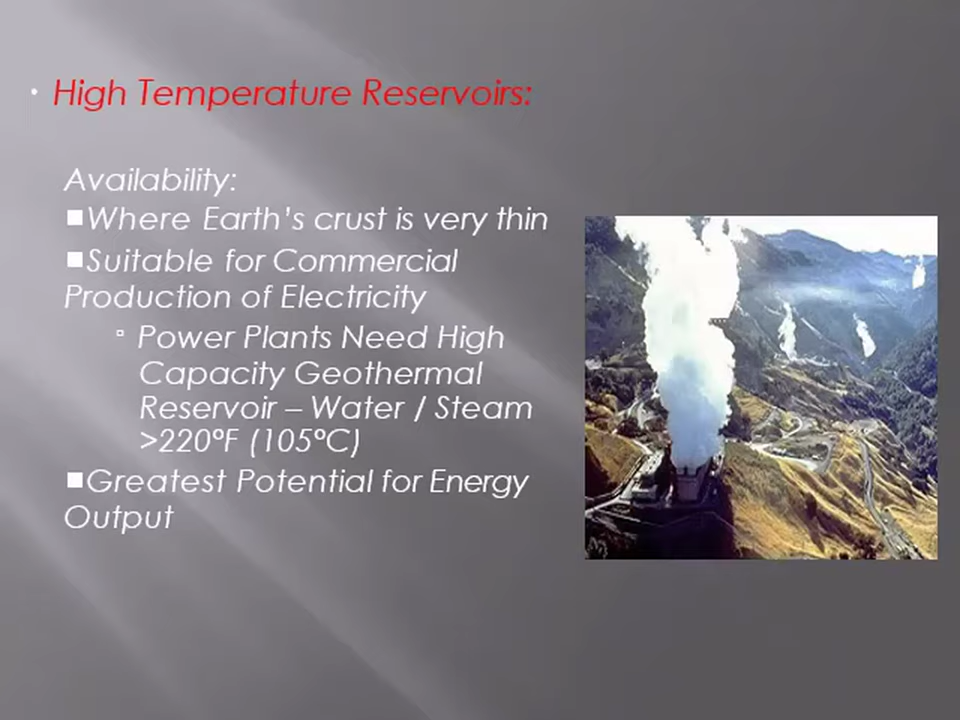 · High Temperature Reservoirs:
Availability:
■Where Earth's crust is very thin
■Suitable for Commercial
Production of Electricity
▫ Power Plants Need High
Capacity Geothermal
Reservoir – Water / Steam
>220ºF (105ºC)
■Greatest Potential for Energy
Output